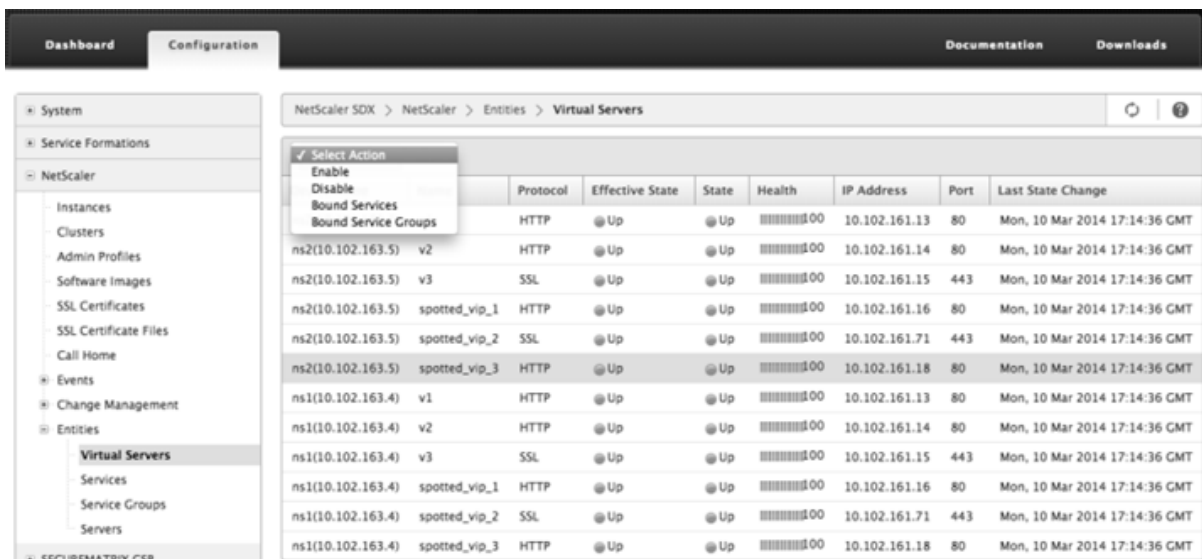 Dashboard Configuration Documentation Downloads
System
Service Formations
NetScaler
Instances
Clusters
Admin Profiles
Software Images
SSL Certificates
SSL Certificate Files
Call Home
Events
Change Management
Entities
Virtual Servers
Services
Service Groups
Servers
NetScaler SDX > NetScaler > Entities > Virtual Servers
✓ Select Action
Enable
Disable
Bound Services
Bound Service Groups
Protocol Effective State State Health IP Address Port Last State Change
HTTP Up Up 100 10.102.161.13 80 Mon, 10 Mar 2014 17:14:36 GMT
ns2(10.102.163.5) v2 HTTP Up Up 100 10.102.161.14 80 Mon, 10 Mar 2014 17:14:36 GMT
ns2(10.102.163.5) v3 SSL Up Up 100 10.102.161.15 443 Mon, 10 Mar 2014 17:14:36 GMT
ns2(10.102.163.5) spotted_vip_1 HTTP Up Up 100 10.102.161.16 80 Mon, 10 Mar 2014 17:14:36 GMT
ns2(10.102.163.5) spotted_vip_2 SSL Up Up 100 10.102.161.71 443 Mon, 10 Mar 2014 17:14:36 GMT
ns2(10.102.163.5) spotted_vip_3 HTTP Up Up 100 10.102.161.18 80 Mon, 10 Mar 2014 17:14:36 GMT
ns1(10.102.163.4) v1 HTTP Up Up 100 10.102.161.13 80 Mon, 10 Mar 2014 17:14:36 GMT
ns1(10.102.163.4) v2 HTTP Up Up 100 10.102.161.14 80 Mon, 10 Mar 2014 17:14:36 GMT
ns1(10.102.163.4) v3 SSL Up Up 100 10.102.161.15 443 Mon, 10 Mar 2014 17:14:36 GMT
ns1(10.102.163.4) spotted_vip_1 HTTP Up Up 100 10.102.161.16 80 Mon, 10 Mar 2014 17:14:36 GMT
ns1(10.102.163.4) spotted_vip_2 SSL Up Up 100 10.102.161.71 443 Mon, 10 Mar 2014 17:14:36 GMT
ns1(10.102.163.4) spotted_vip_3 HTTP Up Up 100 10.102.161.18 80 Mon, 10 Mar 2014 17:14:36 GMT